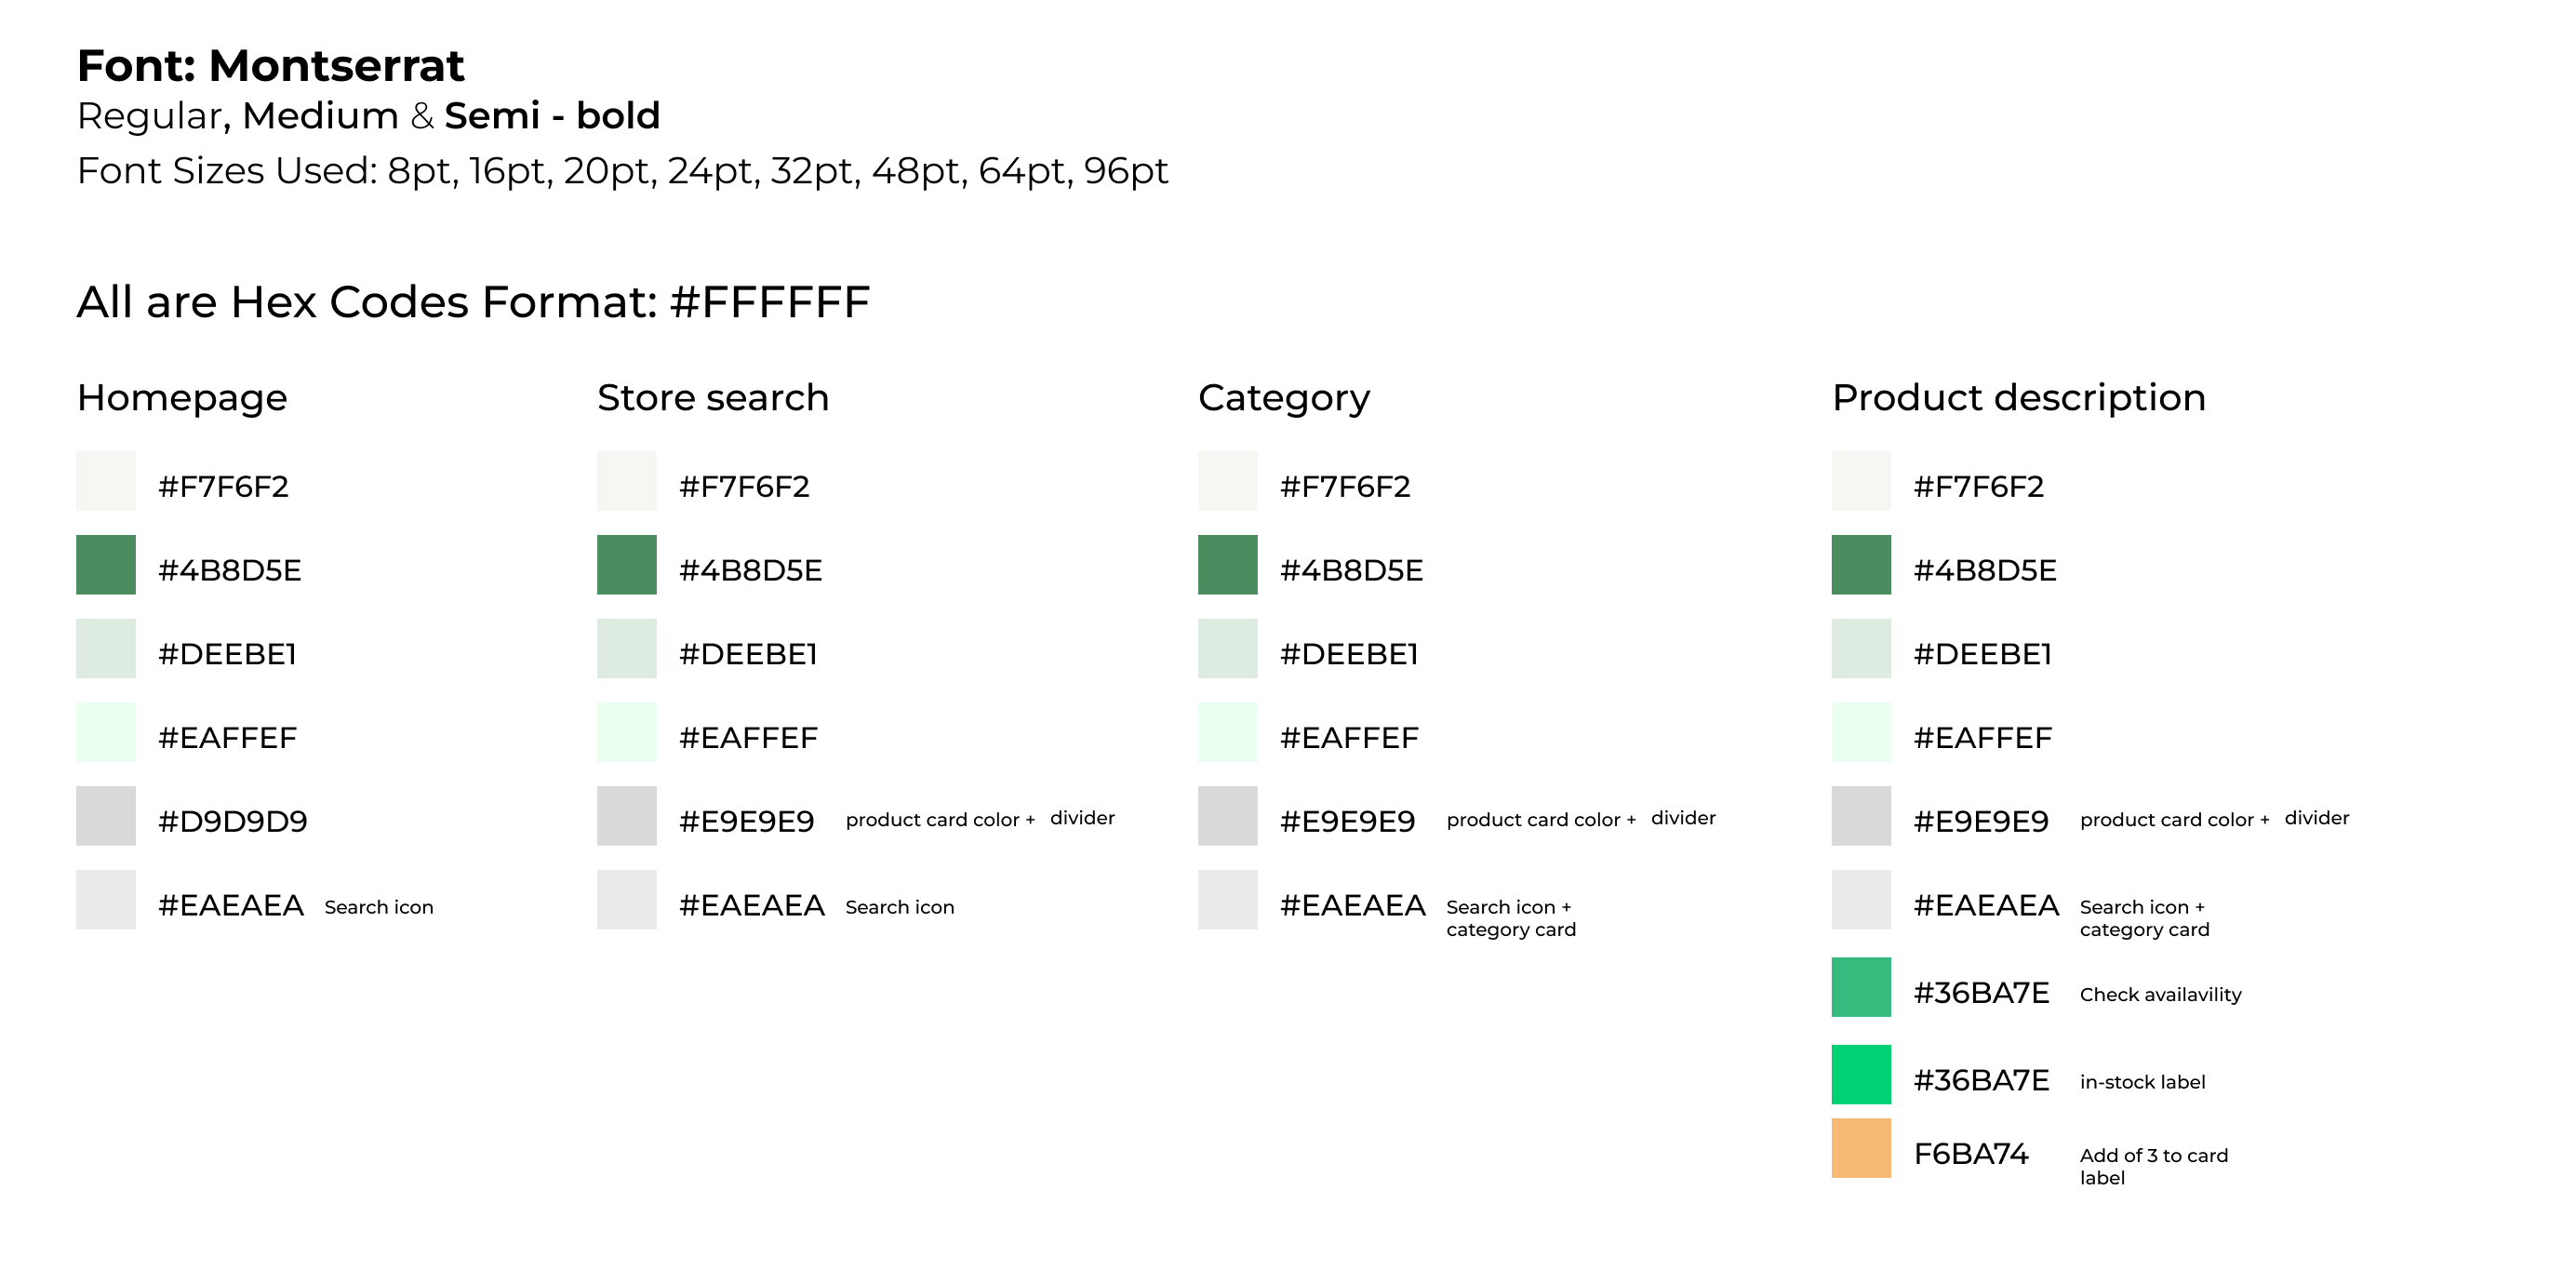 Font: Montserrat
Regular, Medium & Semi - bold
Font Sizes Used: 8pt, 16pt, 20pt, 24pt, 32pt, 48pt, 64pt, 96pt
All are Hex Codes Format: #FFFFFF
Homepage
#F7F6F2
#4B8D5E
#DEEBE1
#EAFFEF
#D9D9D9
#EAEAEA Search icon
Store search
#F7F6F2
#4B8D5E
#DEEBE1
#EAFFEF
#E9E9E9 product card color + divider
#EAEAEA Search icon
Category
#F7F6F2
#4B8D5E
#DEEBE1
#EAFFEF
#E9E9E9 product card color + divider
#EAEAEA Search icon +
category card
Product description
#F7F6F2
#4B8D5E
#DEEBE1
#EAFFEF
#E9E9E9 product card color + divider
#EAEAEA Search icon +
category card
#36BA7E Check availavility
#36BA7E in-stock label
F6BA74 Add of 3 to card
label